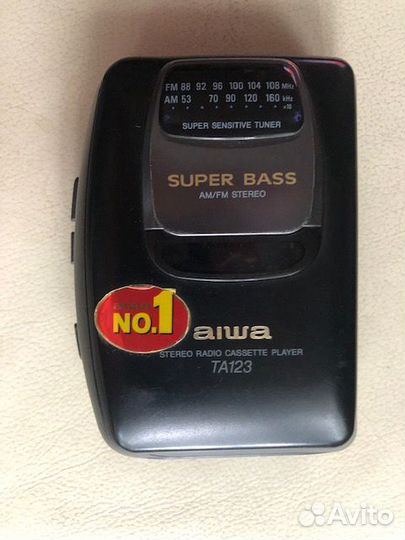 FM 88 92 96 100 104 108 MHz
AM 53 70 90 120 160 kHz
x10
SUPER SENSITIVE TUNER
SUPER BASS
AM/FM STEREO
NO.1
aiwa
STEREO RADIO CASSETTE PLAYER
TA123
Avito